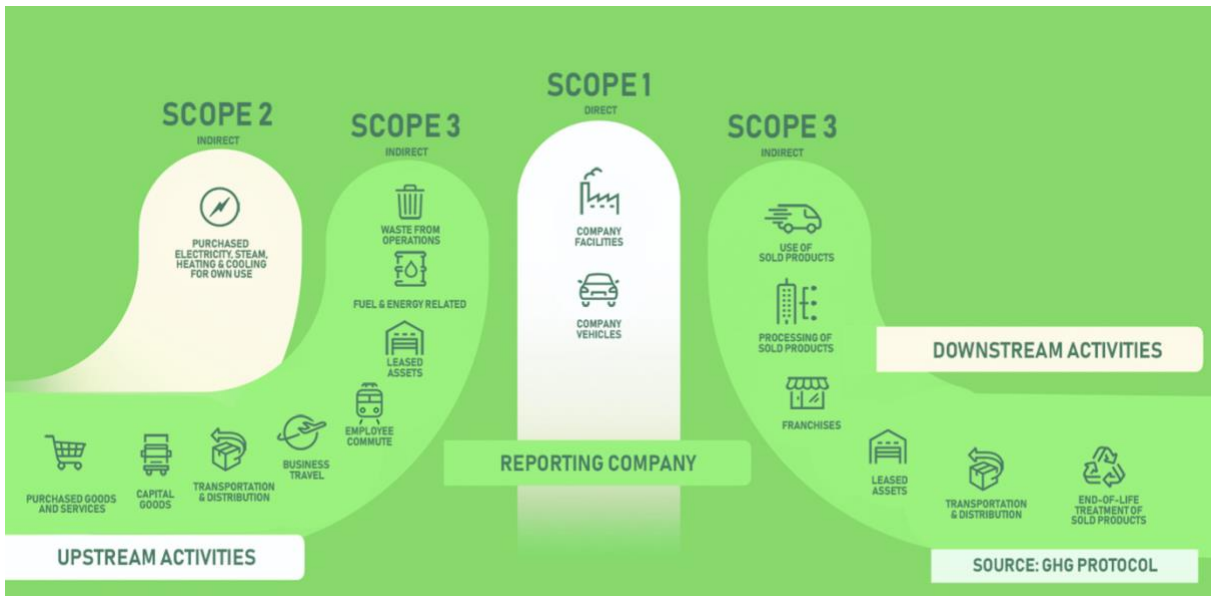 SCOPE 2
INDIRECT
PURCHASED
ELECTRICITY, STEAM,
HEATING & COOLING
FOR OWN USE
SCOPE 3
INDIRECT
WASTE FROM
OPERATIONS
FUEL & ENERGY RELATED
LEASED
ASSETS
EMPLOYEE
COMMUTE
BUSINESS
TRAVEL
TRANSPORTATION
& DISTRIBUTION
CAPITAL
GOODS
PURCHASED GOODS
AND SERVICES
UPSTREAM ACTIVITIES
SCOPE 1
DIRECT
COMPANY
FACILITIES
COMPANY
VEHICLES
REPORTING COMPANY
SCOPE 3
INDIRECT
USE OF
SOLD PRODUCTS
PROCESSING OF
SOLD PRODUCTS
FRANCHISES
LEASED
ASSETS
TRANSPORTATION
& DISTRIBUTION
END-OF-LIFE
TREATMENT OF
SOLD PRODUCTS
DOWNSTREAM ACTIVITIES
SOURCE: GHG PROTOCOL